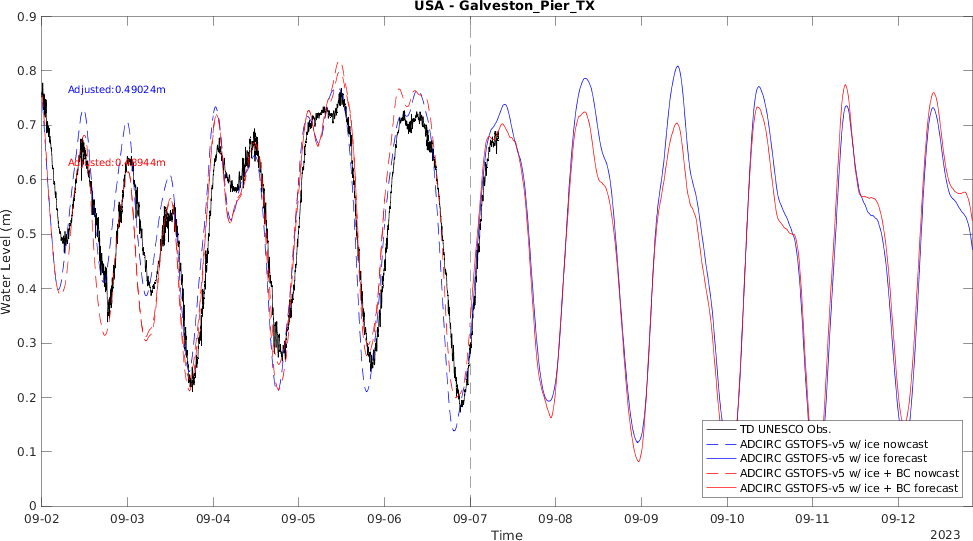 USA - Galveston_Pier_TX
0.9
0.8
0.7
0.6
0.5
0.4
0.3
0.2
0.1
0
Water Level (m)
Adjusted:0.49024m
Adjusted:0.48944m
TD UNESCO Obs.
ADCIRC GSTOFS-v5 w/ ice nowcast
ADCIRC GSTOFS-v5 w/ ice forecast
ADCIRC GSTOFS-v5 w/ ice + BC nowcast
ADCIRC GSTOFS-v5 w/ ice + BC forecast
09-02 09-03 09-04 09-05 09-06 09-07 09-08 09-09 09-10 09-11 09-12
Time
2023